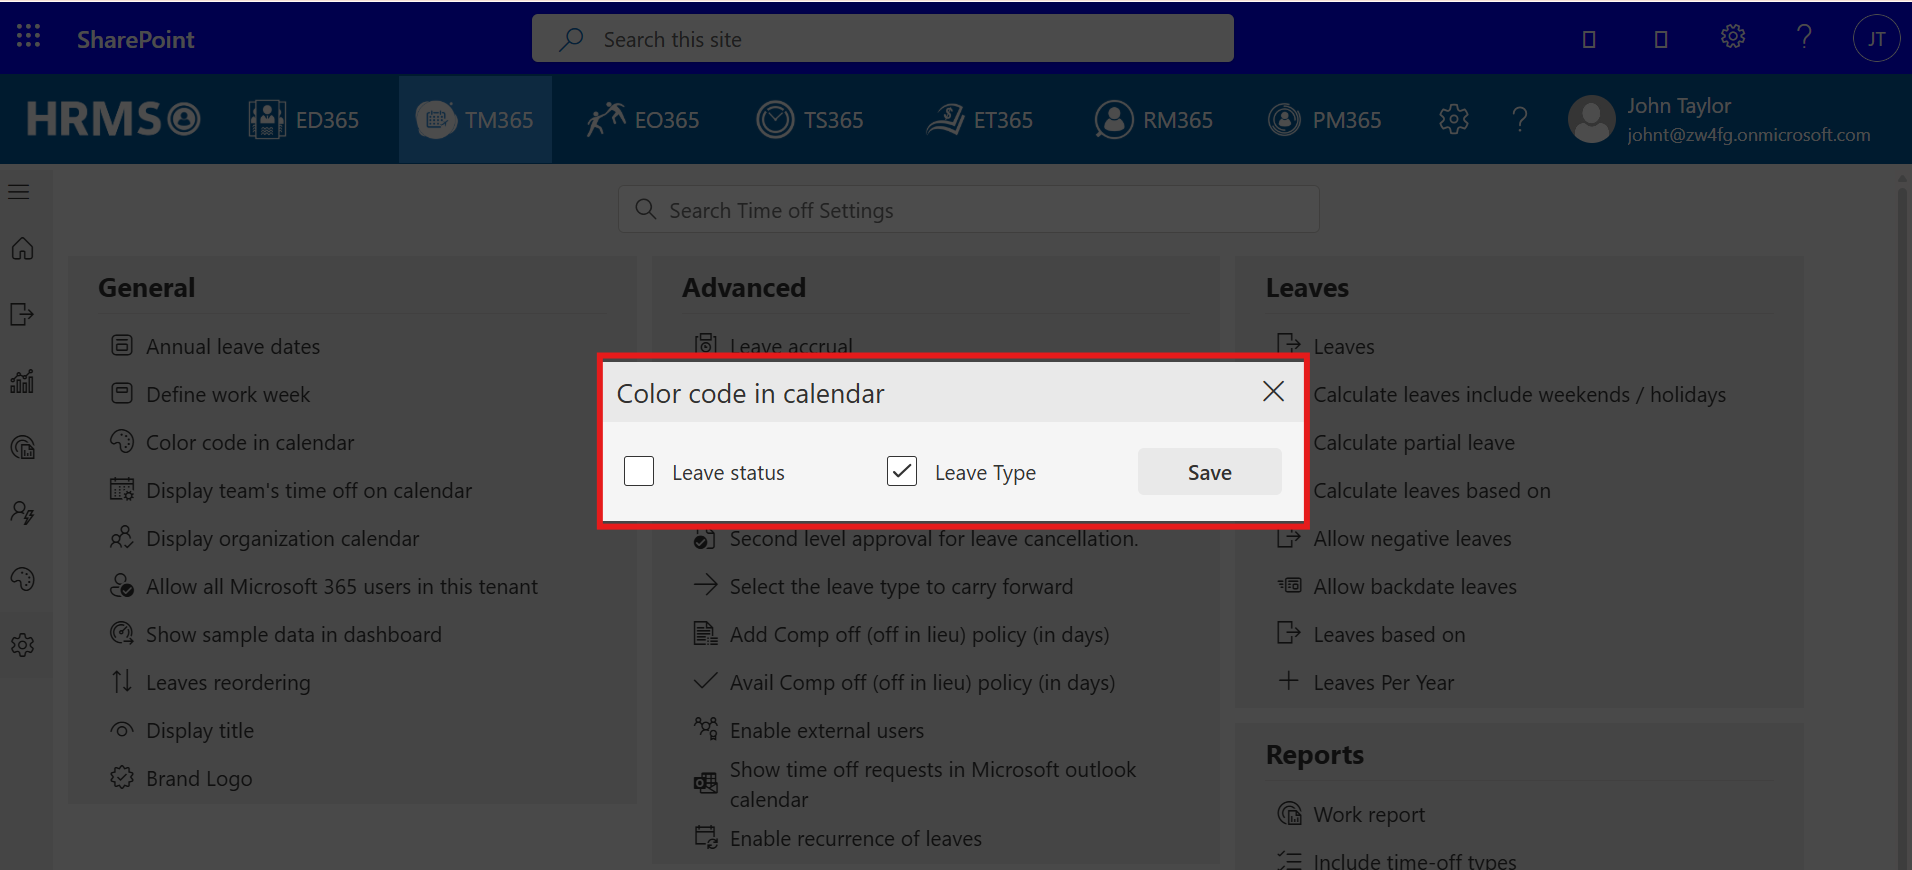 SharePoint
Search this site
JT
HRMS
ED365
TM365
EO365
TS365
ET365
RM365
PM365
John Taylor
johnt@zw4fg.onmicrosoft.com
Search Time off Settings
General
Annual leave dates
Define work week
Color code in calendar
Display team's time off on calendar
Display organization calendar
Allow all Microsoft 365 users in this tenant
Show sample data in dashboard
Leaves reordering
Display title
Brand Logo
Advanced
Leave accrual
Color code in calendar
Leave status
Leave Type
Save
Second level approval for leave cancellation.
Select the leave type to carry forward
Add Comp off (off in lieu) policy (in days)
Avail Comp off (off in lieu) policy (in days)
Enable external users
Show time off requests in Microsoft outlook
calendar
Enable recurrence of leaves
Leaves
Leaves
Calculate leaves include weekends / holidays
Calculate partial leave
Calculate leaves based on
Allow negative leaves
Allow backdate leaves
Leaves based on
Leaves Per Year
Reports
Work report
Include time-off types